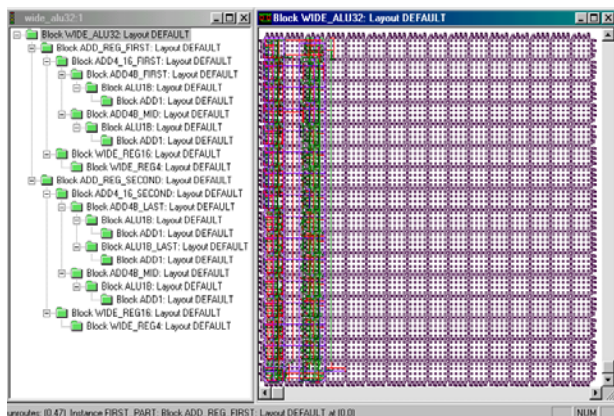 wide_alu32:1
Block WIDE_ALU32: Layout DEFAULT
Block ADD_REG_FIRST: Layout DEFAULT
Block ADD4_16_FIRST: Layout DEFAULT
Block ADD4B_FIRST: Layout DEFAULT
Block ALU1B: Layout DEFAULT
Block ADD1: Layout DEFAULT
Block ADD4B_MID: Layout DEFAULT
Block ALU1B: Layout DEFAULT
Block ADD1: Layout DEFAULT
Block WIDE_REG16: Layout DEFAULT
Block WIDE_REG4: Layout DEFAULT
Block ADD_REG_SECOND: Layout DEFAULT
Block ADD4_16_SECOND: Layout DEFAULT
Block ADD4B_LAST: Layout DEFAULT
Block ALU1B: Layout DEFAULT
Block ADD1: Layout DEFAULT
Block ALU1B_LAST: Layout DEFAULT
Block ADD1: Layout DEFAULT
Block ADD4B_MID: Layout DEFAULT
Block ALU1B: Layout DEFAULT
Block ADD1: Layout DEFAULT
Block WIDE_REG16: Layout DEFAULT
Block WIDE_REG4: Layout DEFAULT
Block WIDE_ALU32: Layout DEFAULT
unroutes: (0,47) Instance FIRST_PART: Block ADD_REG_FIRST: Layout DEFAULT at (0,0)
NUM